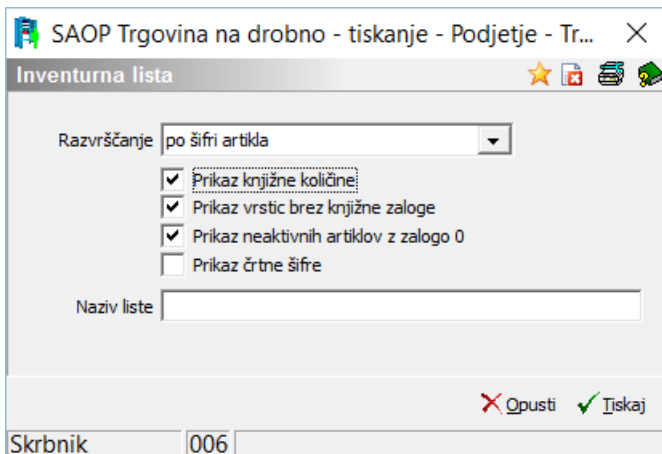 SAOP Trgovina na drobno - tiskanje - Podjetje - Tr...
Inventurna lista
Razvrščanje po šifri artikla
Prikaz knjižne količine
Prikaz vrstic brez knjižne zaloge
Prikaz neaktivnih artiklov z zalogo 0
Prikaz črtne šifre
Naziv liste
Opusti Tiskaj
Skrbnik 006